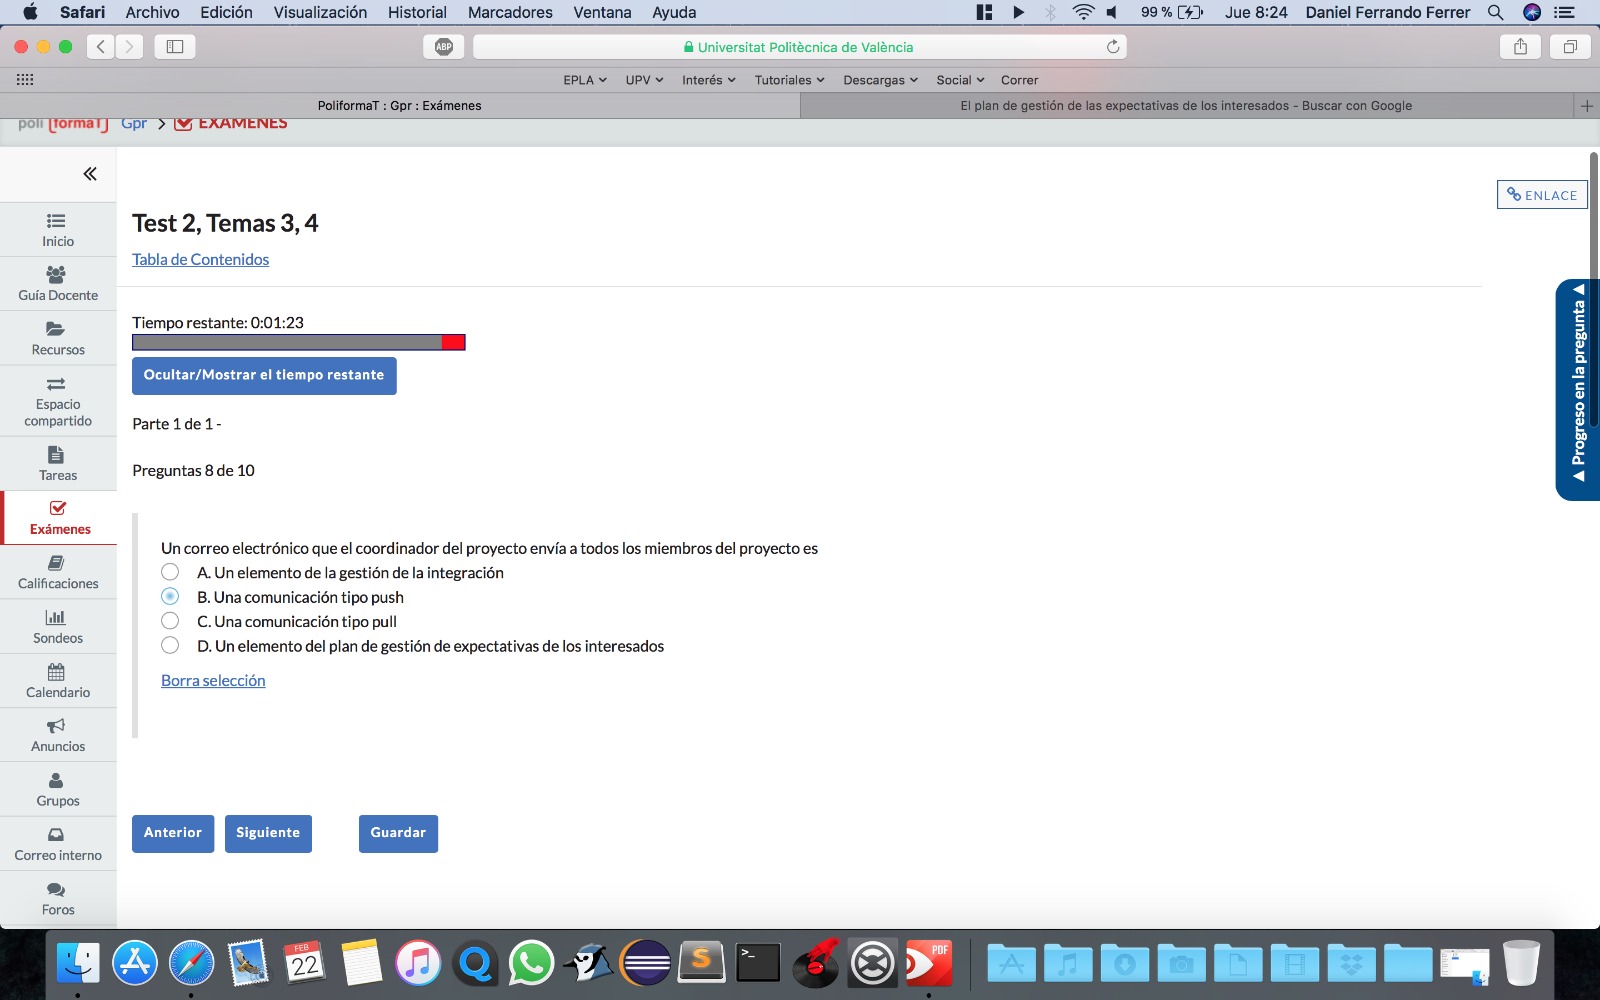 Safari Archivo Edición Visualización Historial Marcadores Ventana Ayuda 99 % Jue 8:24 Daniel Ferrando Ferrer
ABP Universitat Politècnica de València
EPLA UPV Interés Tutoriales Descargas Social Correr
PoliformaT : Gpr : Exámenes El plan de gestión de las expectativas de los interesados - Buscar con Google
poli [formaT] Gpr > EXÁMENES
ENLACE
Inicio
Guía Docente
Recursos
Espacio
compartido
Tareas
Exámenes
Calificaciones
Sondeos
Calendario
Anuncios
Grupos
Correo interno
Foros
Test 2, Temas 3, 4
Tabla de Contenidos
Tiempo restante: 0:01:23
Ocultar/Mostrar el tiempo restante
Parte 1 de 1 -
Preguntas 8 de 10
Un correo electrónico que el coordinador del proyecto envía a todos los miembros del proyecto es
A. Un elemento de la gestión de la integración
B. Una comunicación tipo push
C. Una comunicación tipo pull
D. Un elemento del plan de gestión de expectativas de los interesados
Borra selección
Anterior Siguiente Guardar
Progreso en la pregunta
FEB
22
S
>_
PDF